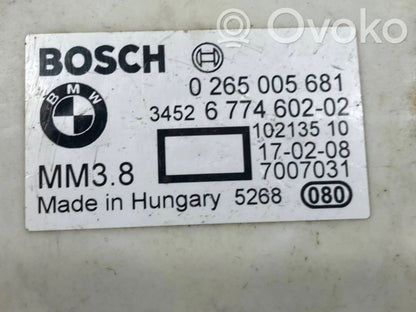 Ovoko
BOSCH
0 265 005 681
BMW
3452 6 774 602-02
102135 10
17-02-08
MM3.8
7007031
Made in Hungary 5268 080